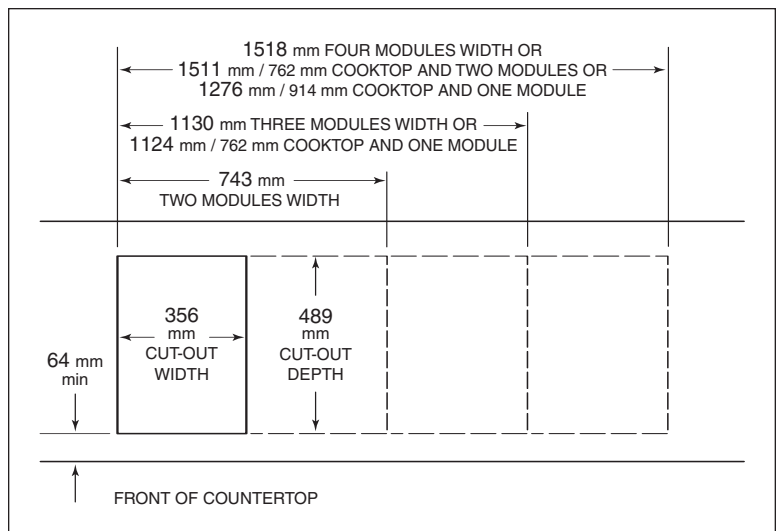 1518 mm FOUR MODULES WIDTH OR
1511 mm / 762 mm COOKTOP AND TWO MODULES OR
1276 mm / 914 mm COOKTOP AND ONE MODULE
1130 mm THREE MODULES WIDTH OR
1124 mm / 762 mm COOKTOP AND ONE MODULE
743 mm
TWO MODULES WIDTH
356
mm
CUT-OUT
WIDTH
489
mm
CUT-OUT
DEPTH
64 mm
min
FRONT OF COUNTERTOP